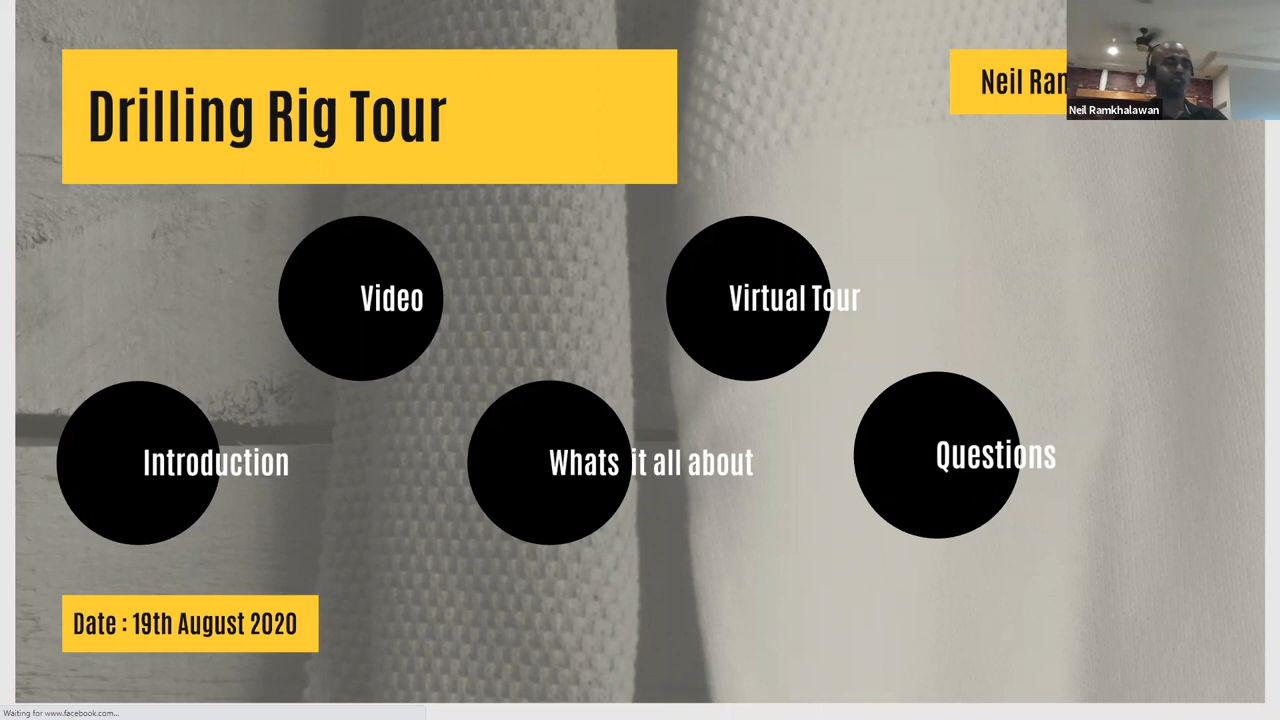 Drilling Rig Tour
Neil Ram
Neil Ramkhalawan
Video
Virtual Tour
Introduction
Whats it all about
Questions
Date : 19th August 2020
Waiting for www.facebook.com...